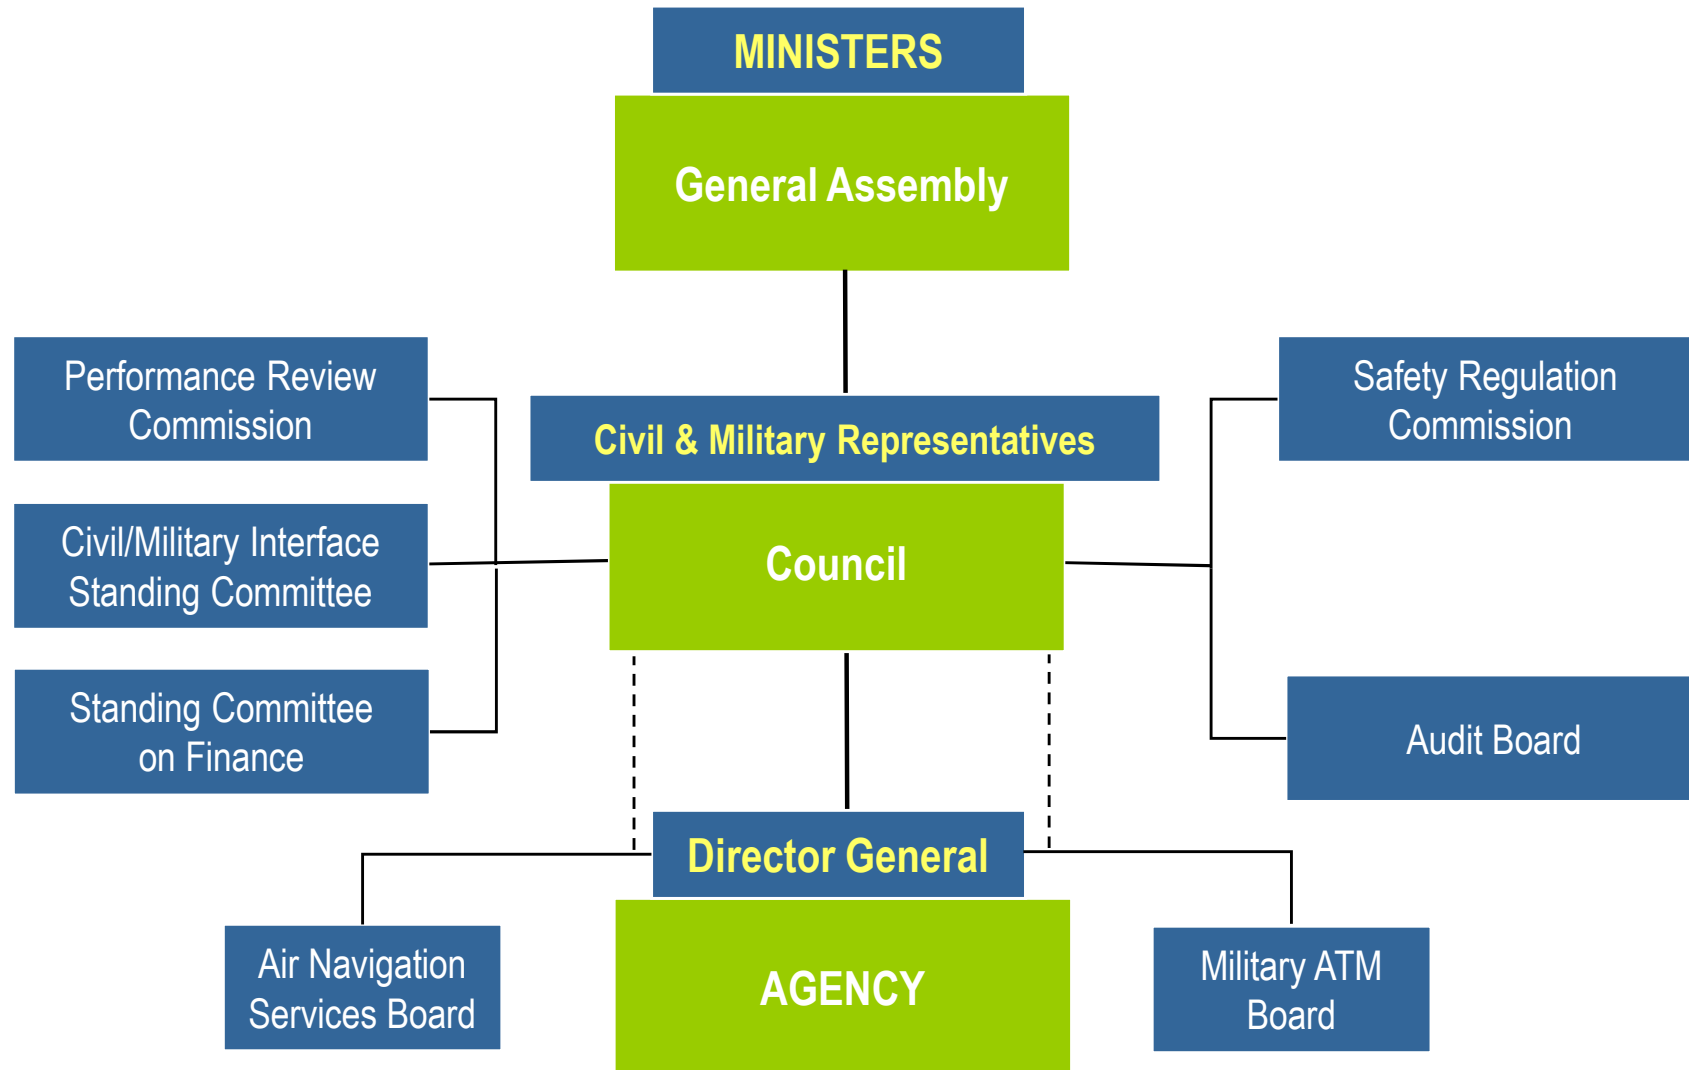 MINISTERS
General Assembly
Performance Review
Commission
Safety Regulation
Commission
Civil & Military Representatives
Civil/Military Interface
Standing Committee
Council
Standing Committee
on Finance
Audit Board
Director General
Air Navigation
Services Board
AGENCY
Military ATM
Board